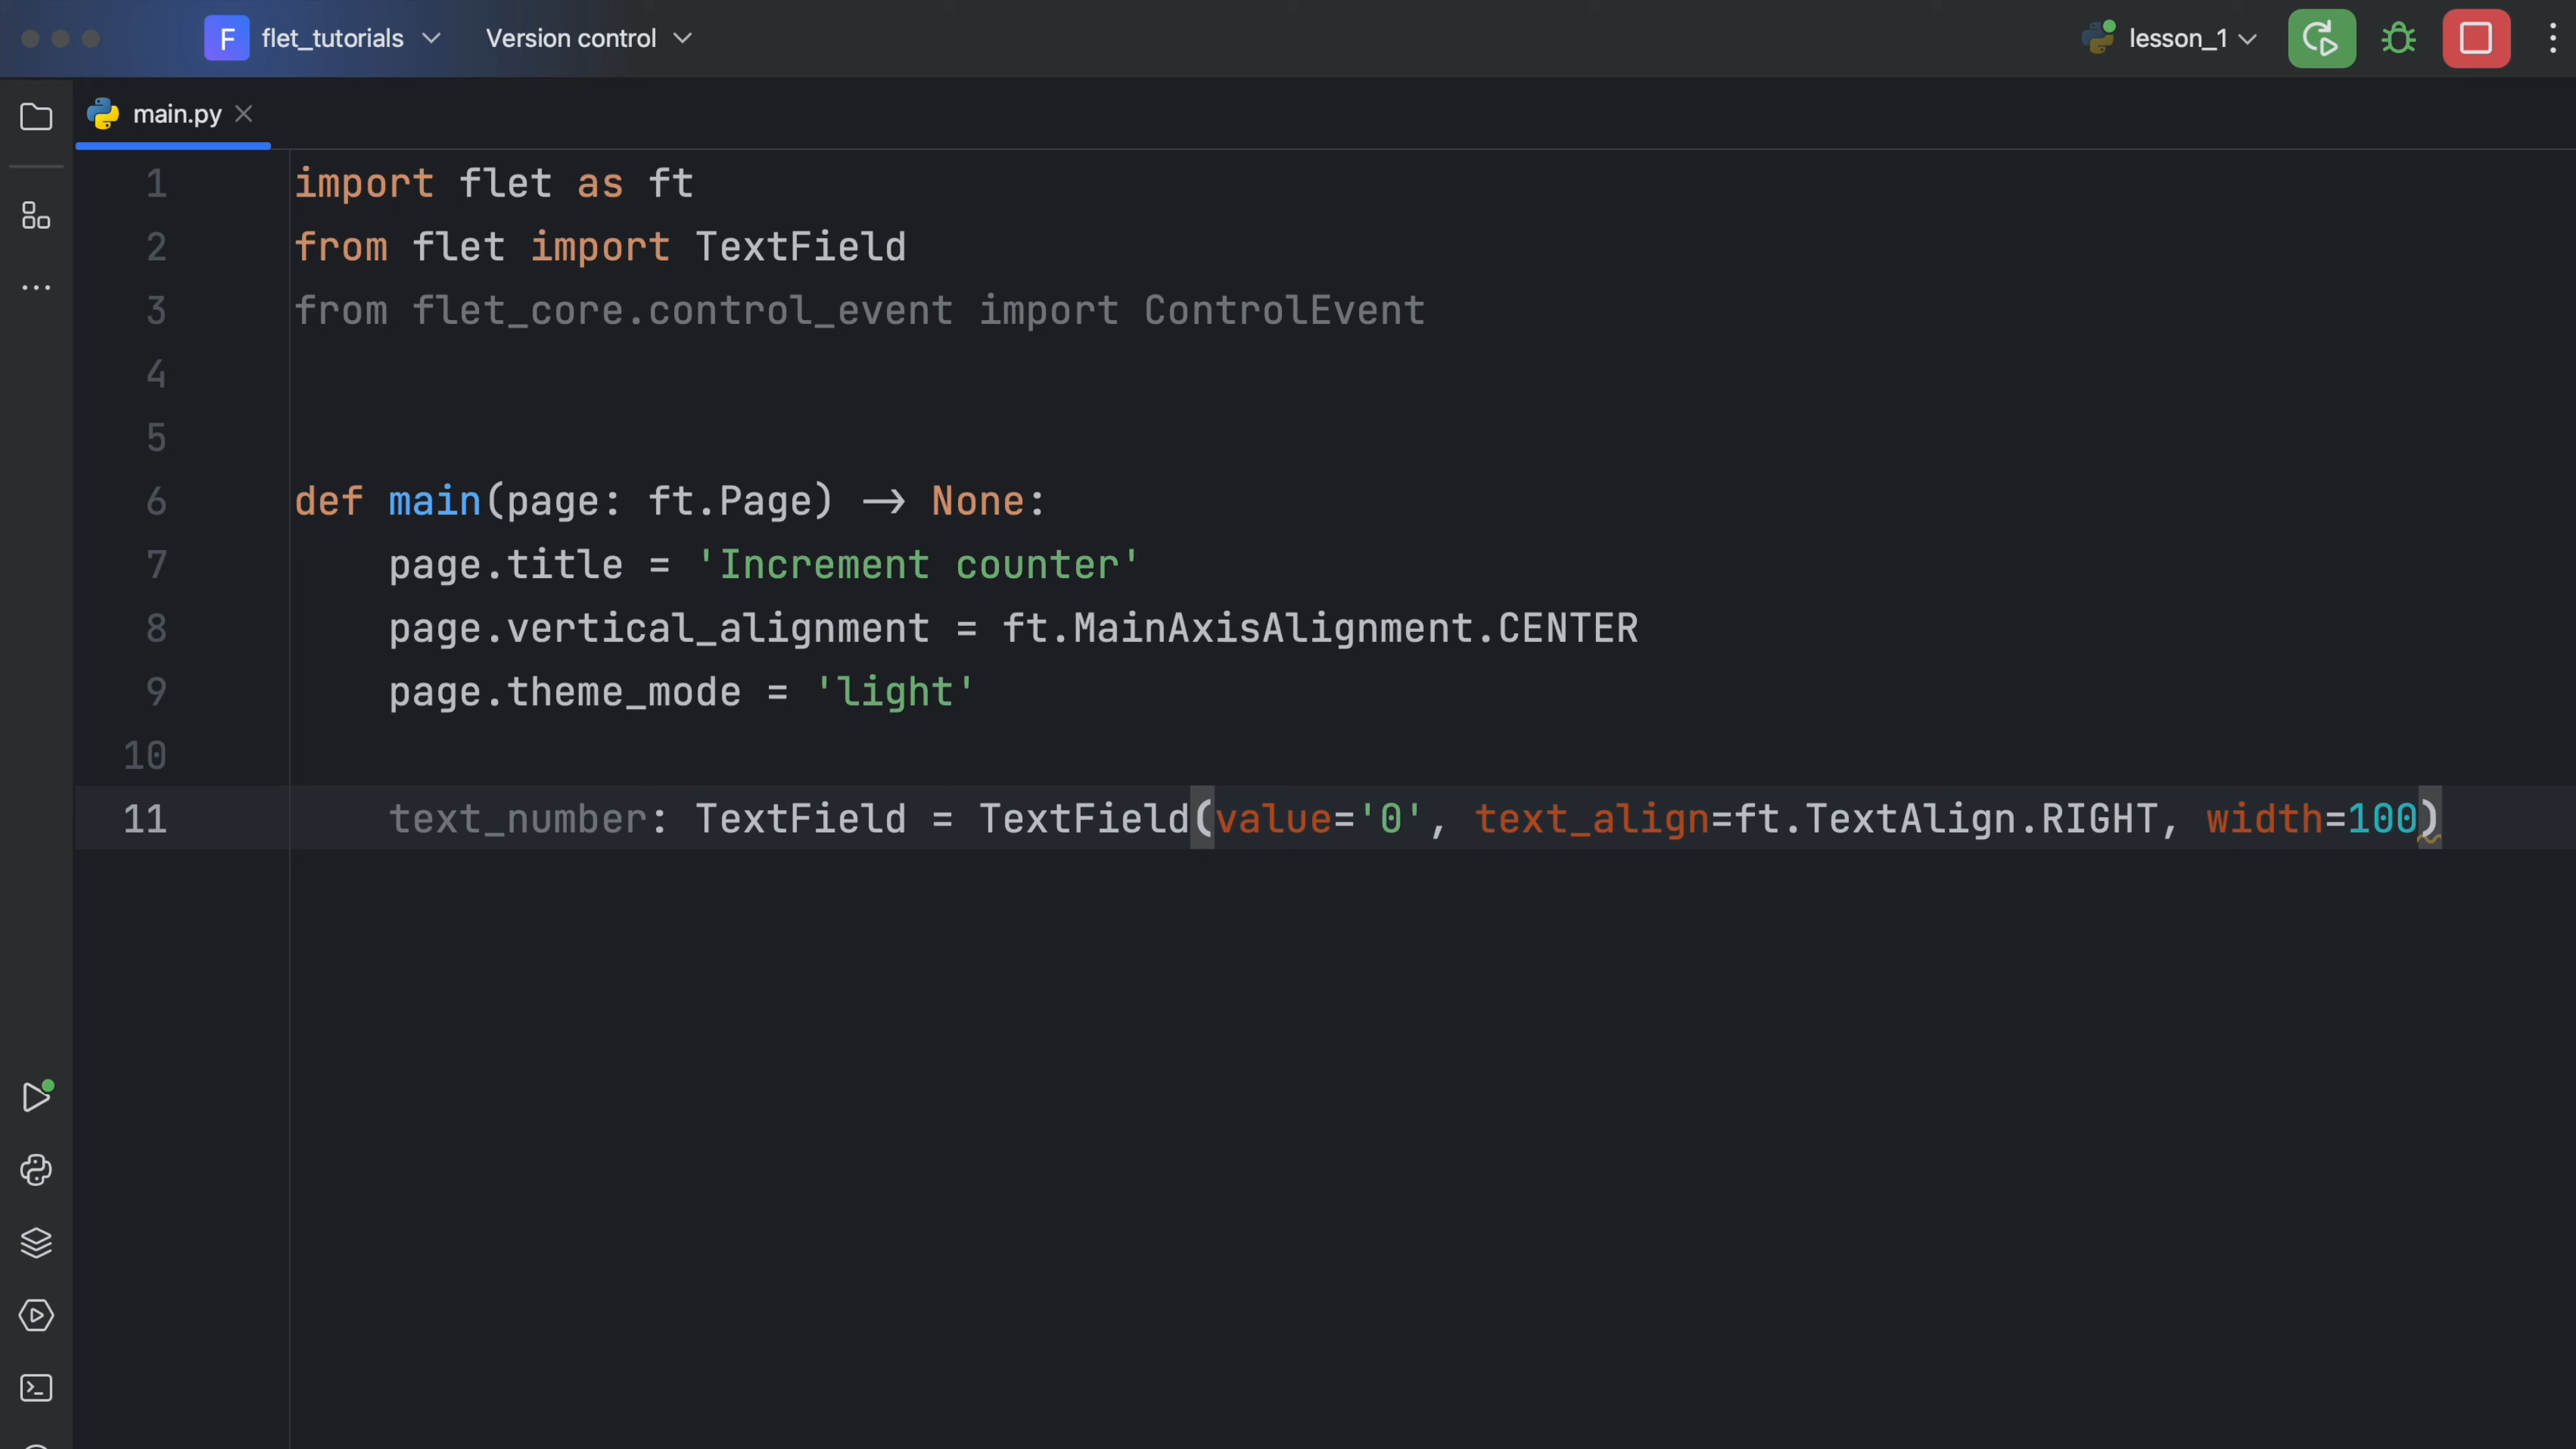 F flet_tutorials Version control lesson_1
main.py
1 import flet as ft
2 from flet import TextField
3 from flet_core.control_event import ControlEvent
4
5
6 def main(page: ft.Page) -> None:
7     page.title = 'Increment counter'
8     page.vertical_alignment = ft.MainAxisAlignment.CENTER
9     page.theme_mode = 'light'
10
11     text_number: TextField = TextField(value='0', text_align=ft.TextAlign.RIGHT, width=100)